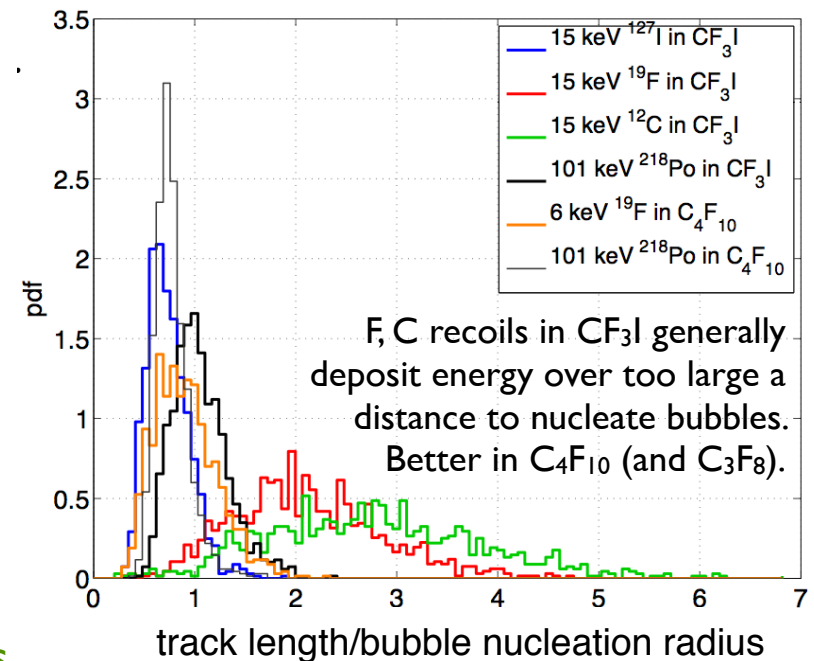 3.5
3
2.5
2
1.5
1
0.5
0
pdf
15 keV ¹²⁷I in CF₃I
15 keV ¹⁹F in CF₃I
15 keV ¹²C in CF₃I
101 keV ²¹⁸Po in CF₃I
6 keV ¹⁹F in C₄F₁₀
101 keV ²¹⁸Po in C₄F₁₀
F, C recoils in CF₃I generally
deposit energy over too large a
distance to nucleate bubbles.
Better in C₄F₁₀ (and C₃F₈).
0 1 2 3 4 5 6 7
track length/bubble nucleation radius